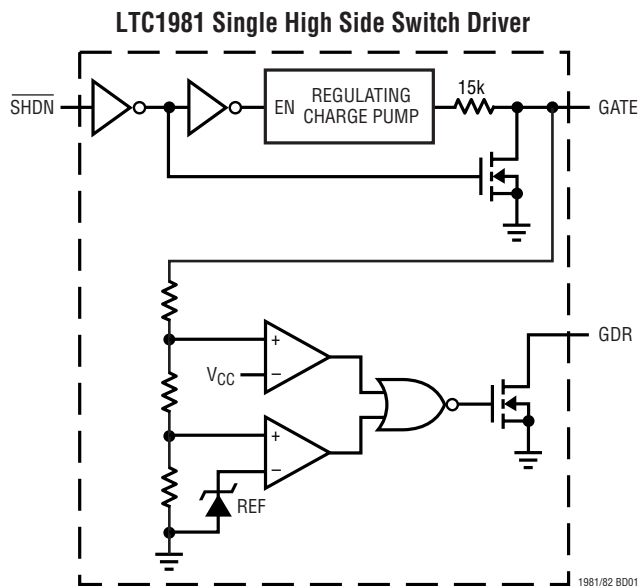 LTC1981 Single High Side Switch Driver
SHDN
EN
REGULATING
CHARGE PUMP
15k
GATE
+
VCC
–
GDR
+
–
REF
1981/82 BD01